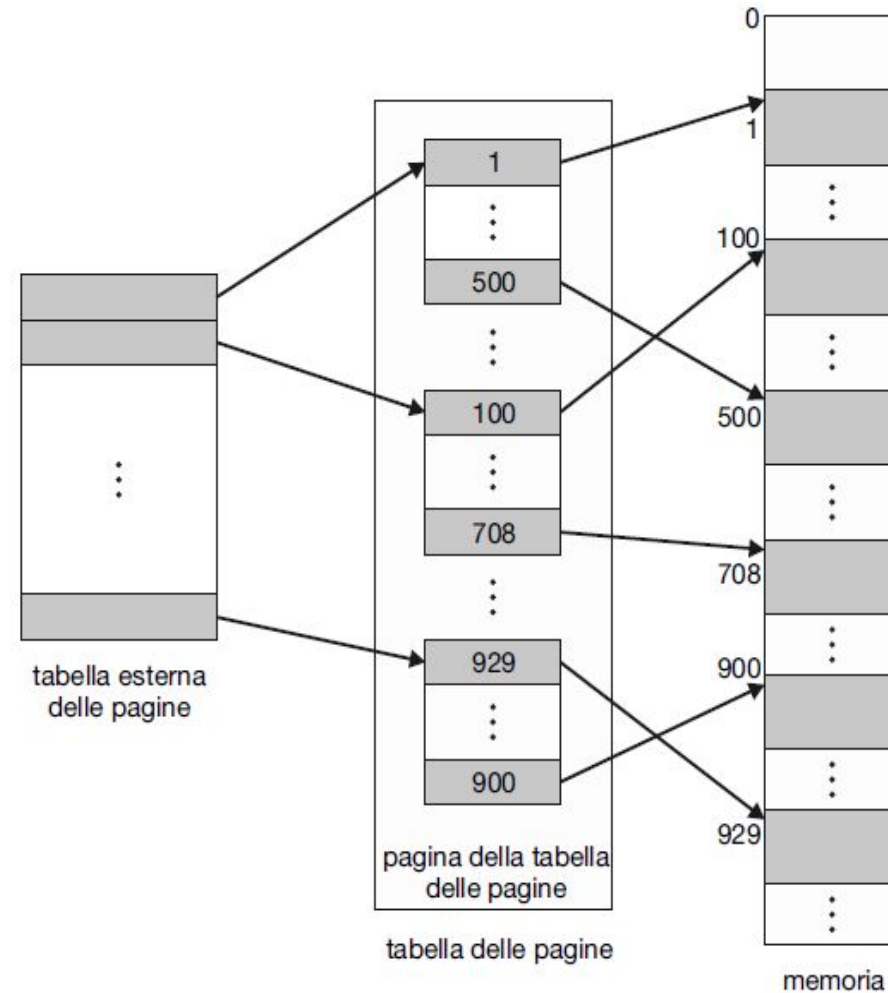 tabella esterna
delle pagine
1
500
100
708
929
900
pagina della tabella
delle pagine
tabella delle pagine
0
1
100
500
708
900
929
memoria